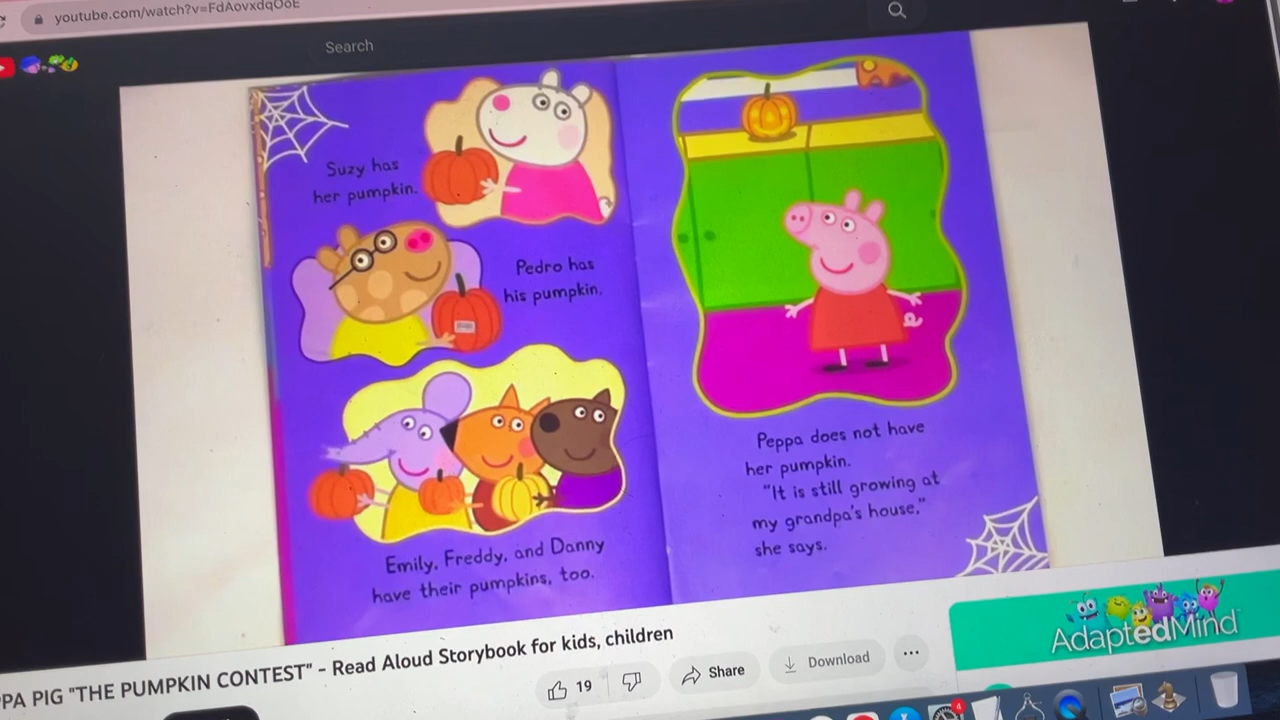 youtube.com/watch?v=FdAovxdqOoE
Search
Suzy has
her pumpkin.
Pedro has
his pumpkin.
Emily, Freddy, and Danny
have their pumpkins, too.
Peppa does not have
her pumpkin.
"It is still growing at
my grandpa's house,"
she says.
PA PIG "THE PUMPKIN CONTEST" - Read Aloud Storybook for kids, children
19
Share
Download
AdaptedMind
4